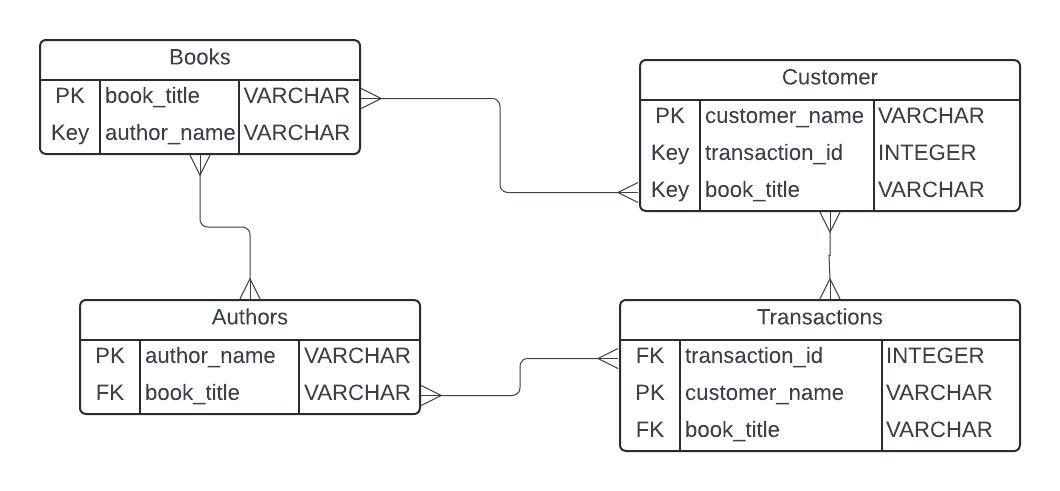 Books
PK book_title VARCHAR
Key author_name VARCHAR
Customer
PK customer_name VARCHAR
Key transaction_id INTEGER
Key book_title VARCHAR
Authors
PK author_name VARCHAR
FK book_title VARCHAR
Transactions
FK transaction_id INTEGER
PK customer_name VARCHAR
FK book_title VARCHAR